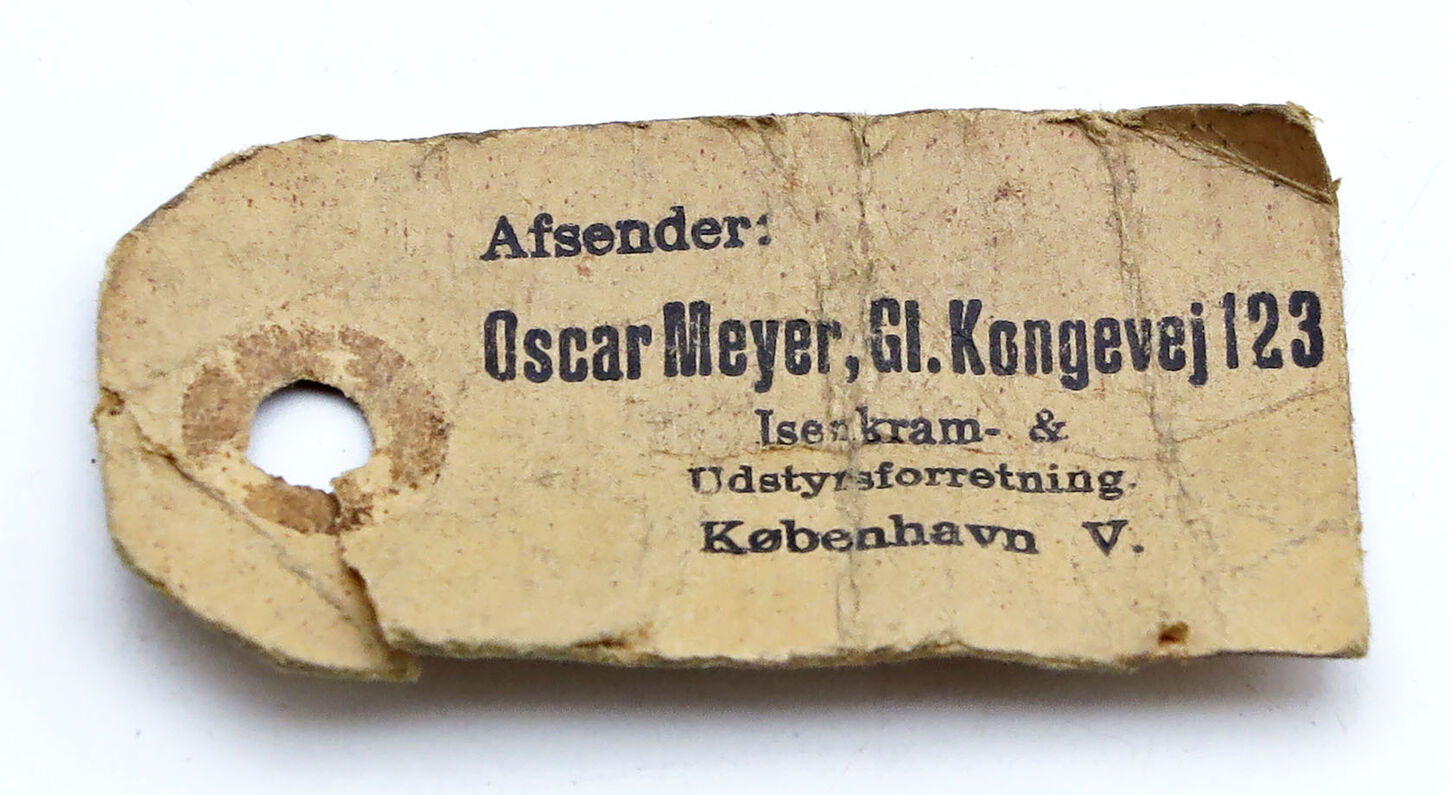 Afsender:
Oscar Meyer, Gl. Kongevej 123
Isenkram- &
Udstyrsforretning.
København V.